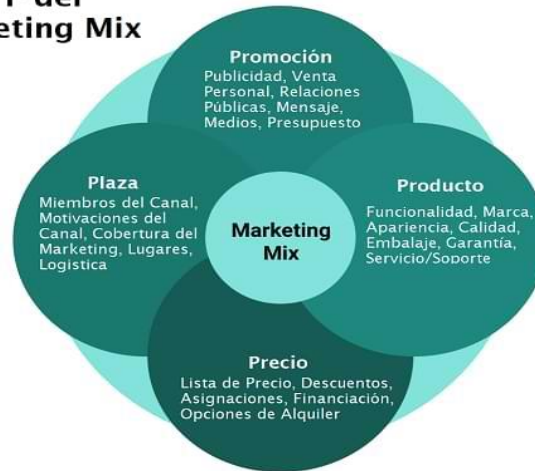 del
eting Mix
Promoción
Publicidad, Venta
Personal, Relaciones
Públicas, Mensaje,
Medios, Presupuesto
Plaza
Miembros del Canal,
Motivaciones del
Canal, Cobertura del
Marketing, Lugares,
Logistica
Marketing
Mix
Producto
Funcionalidad, Marca,
Apariencia, Calidad,
Embalaje, Garantía,
Servicio/Soporte
Precio
Lista de Precio, Descuentos,
Asignaciones, Financiación,
Opciones de Alquiler